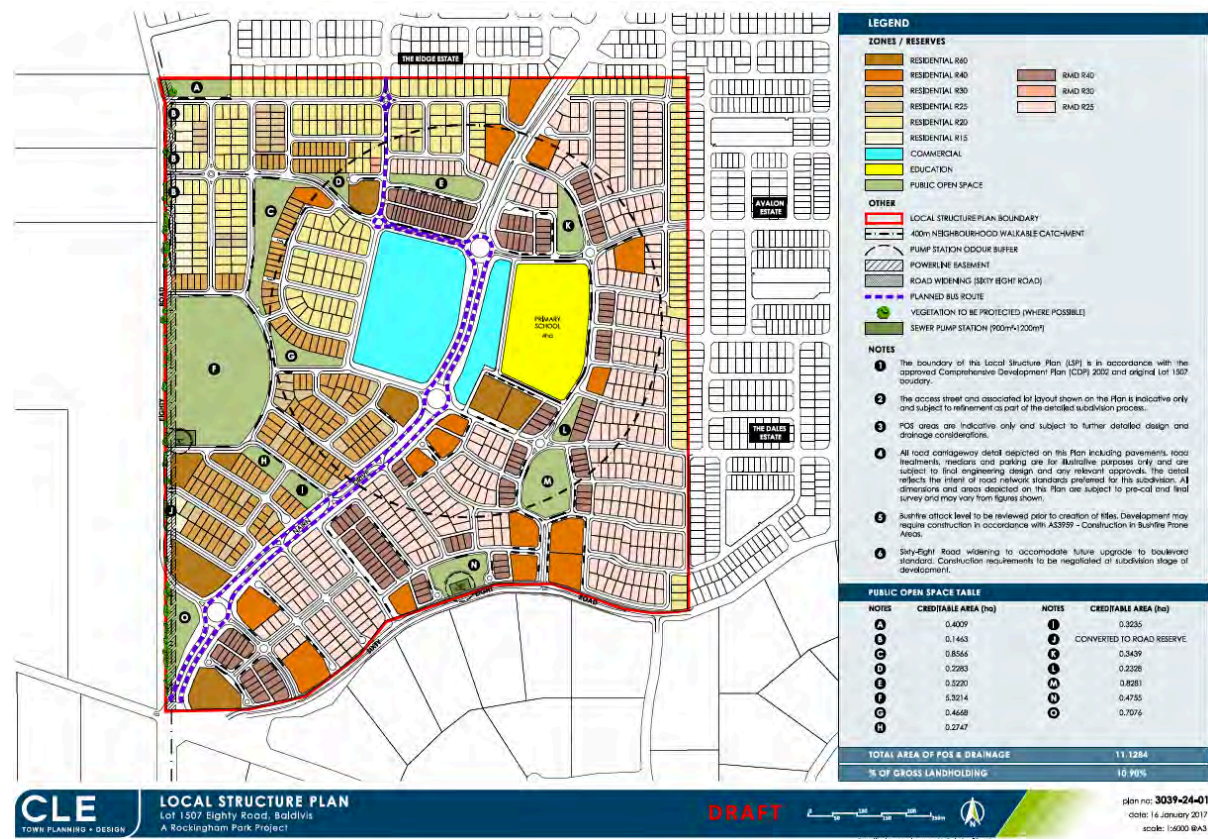 THE RIDGE ESTATE
A
B
B
B
C
D
E
K
AVALON
ESTATE
PRIMARY
SCHOOL
4ha
ROAD
F
G
EIGHTY
L
THE DALES
ESTATE
H
M
I
J
NAIRN
N
O
SIXTY
EIGHT
ROAD
LEGEND
ZONES / RESERVES
RESIDENTIAL R60
RESIDENTIAL R40
RMD R40
RESIDENTIAL R30
RMD R30
RESIDENTIAL R25
RMD R25
RESIDENTIAL R20
RESIDENTIAL R15
COMMERCIAL
EDUCATION
PUBLIC OPEN SPACE
OTHER
LOCAL STRUCTURE PLAN BOUNDARY
400m NEIGHBOURHOOD WALKABLE CATCHMENT
PUMP STATION ODOUR BUFFER
POWERLINE EASEMENT
ROAD WIDENING (SIXTY EIGHT ROAD)
PLANNED BUS ROUTE
VEGETATION TO BE PROTECTED (WHERE POSSIBLE)
SEWER PUMP STATION (900m²-1200m²)
NOTES
1 The boundary of this Local Structure Plan (LSP) is in accordance with the
approved Comprehensive Development Plan (CDP) 2002 and original Lot 1507
boudary.
2 The access street and associated lot layout shown on the Plan is indicative only
and subject to refinement as part of the detailed subdivision process.
3 POS areas are indicative only and subject to further detailed design and
drainage considerations.
4 All road carriageway detail depicted on this Plan including pavements, road
treatments, medians and parking are for illustrative purposes only and are
subject to final engineering design and any relevant approvals. The detail
reflects the intent of road network standards preferred for this subdivision. All
dimensions and areas depicted on this Plan are subject to pre-cal and final
survey and may vary from figures shown.
5 Bushfire attack level to be reviewed prior to creation of titles. Development may
require construction in accordance with AS3959 - Construction in Bushfire Prone
Areas.
6 Sixty-Eight Road widening to accomodate future upgrade to boulevard
standard. Construction requirements to be negotiated at subdivision stage of
development.
PUBLIC OPEN SPACE TABLE
NOTES CREDITABLE AREA (ha) NOTES CREDITABLE AREA (ha)
A 0.4009 I 0.3235
B 0.1463 J CONVERTED TO ROAD RESERVE
C 0.8566 K 0.3439
D 0.2283 L 0.2328
E 0.5220 M 0.8281
F 5.3214 N 0.4755
G 0.4668 O 0.7076
H 0.2747
TOTAL AREA OF POS & DRAINAGE 11.1284
% OF GROSS LANDHOLDING 10.90%
CLE
TOWN PLANNING + DESIGN
LOCAL STRUCTURE PLAN
Lot 1507 Eighty Road, Baldivis
A Rockingham Park Project
DRAFT
N
plan no: 3039-24-01
date: 16 January 2017
scale: 1:6000 @A3